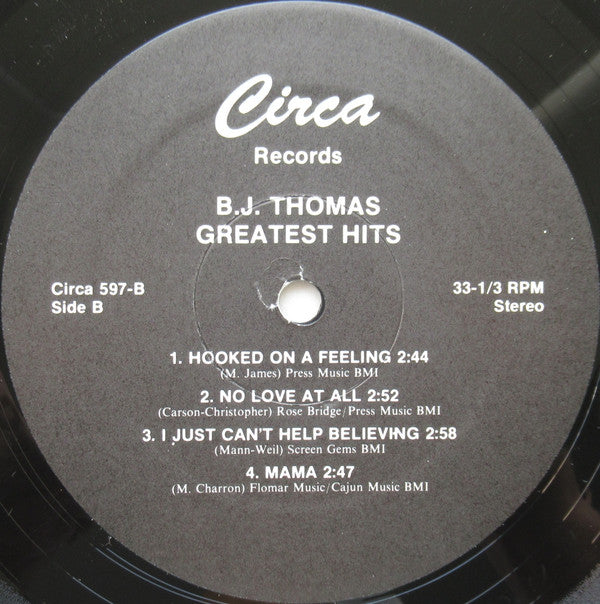 Circa
Records
B.J. THOMAS
GREATEST HITS
Circa 597-B
Side B
33-1/3 RPM
Stereo
1. HOOKED ON A FEELING 2:44
(M. James) Press Music BMI
2. NO LOVE AT ALL 2:52
(Carson-Christopher) Rose Bridge/Press Music BMI
3. I JUST CAN'T HELP BELIEVING 2:58
(Mann-Weil) Screen Gems BMI
4. MAMA 2:47
(M. Charron) Flomar Music/Cajun Music BMI